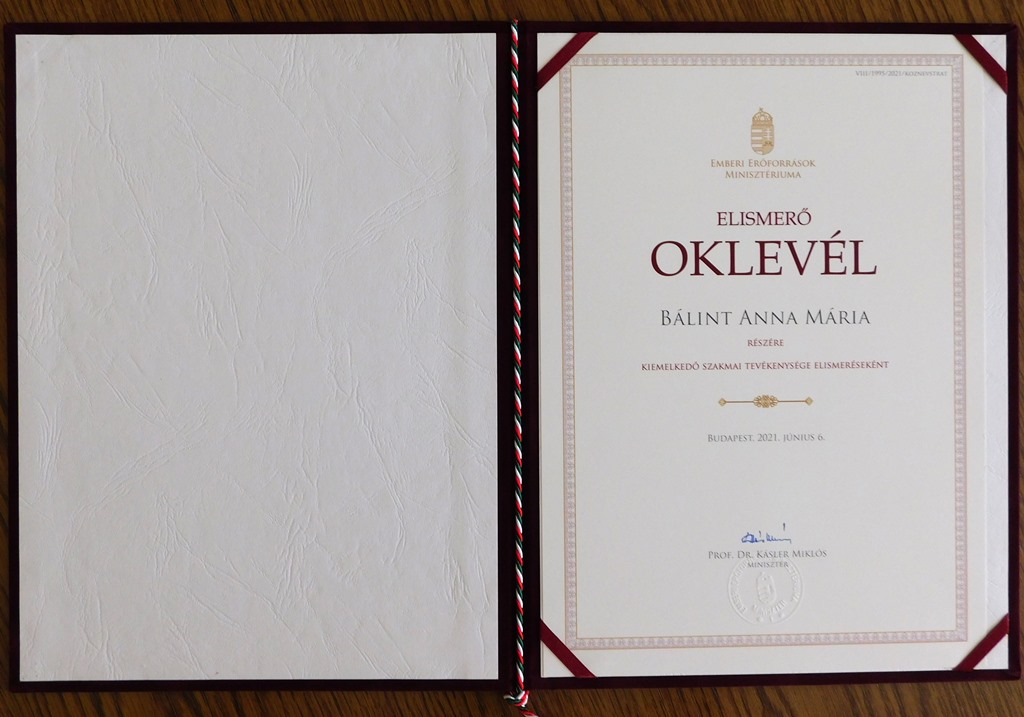 VIII/1995/2021/KOZNEVSTRAT
EMBERI ERŐFORRÁSOK
MINISZTÉRIUMA
ELISMERŐ
OKLEVÉL
BÁLINT ANNA MÁRIA
RÉSZÉRE
KIEMELKEDŐ SZAKMAI TEVÉKENYSÉGE ELISMERÉSEKÉNT
BUDAPEST, 2021. JÚNIUS 6.
PROF. DR. KÁSLER MIKLÓS
MINISZTER